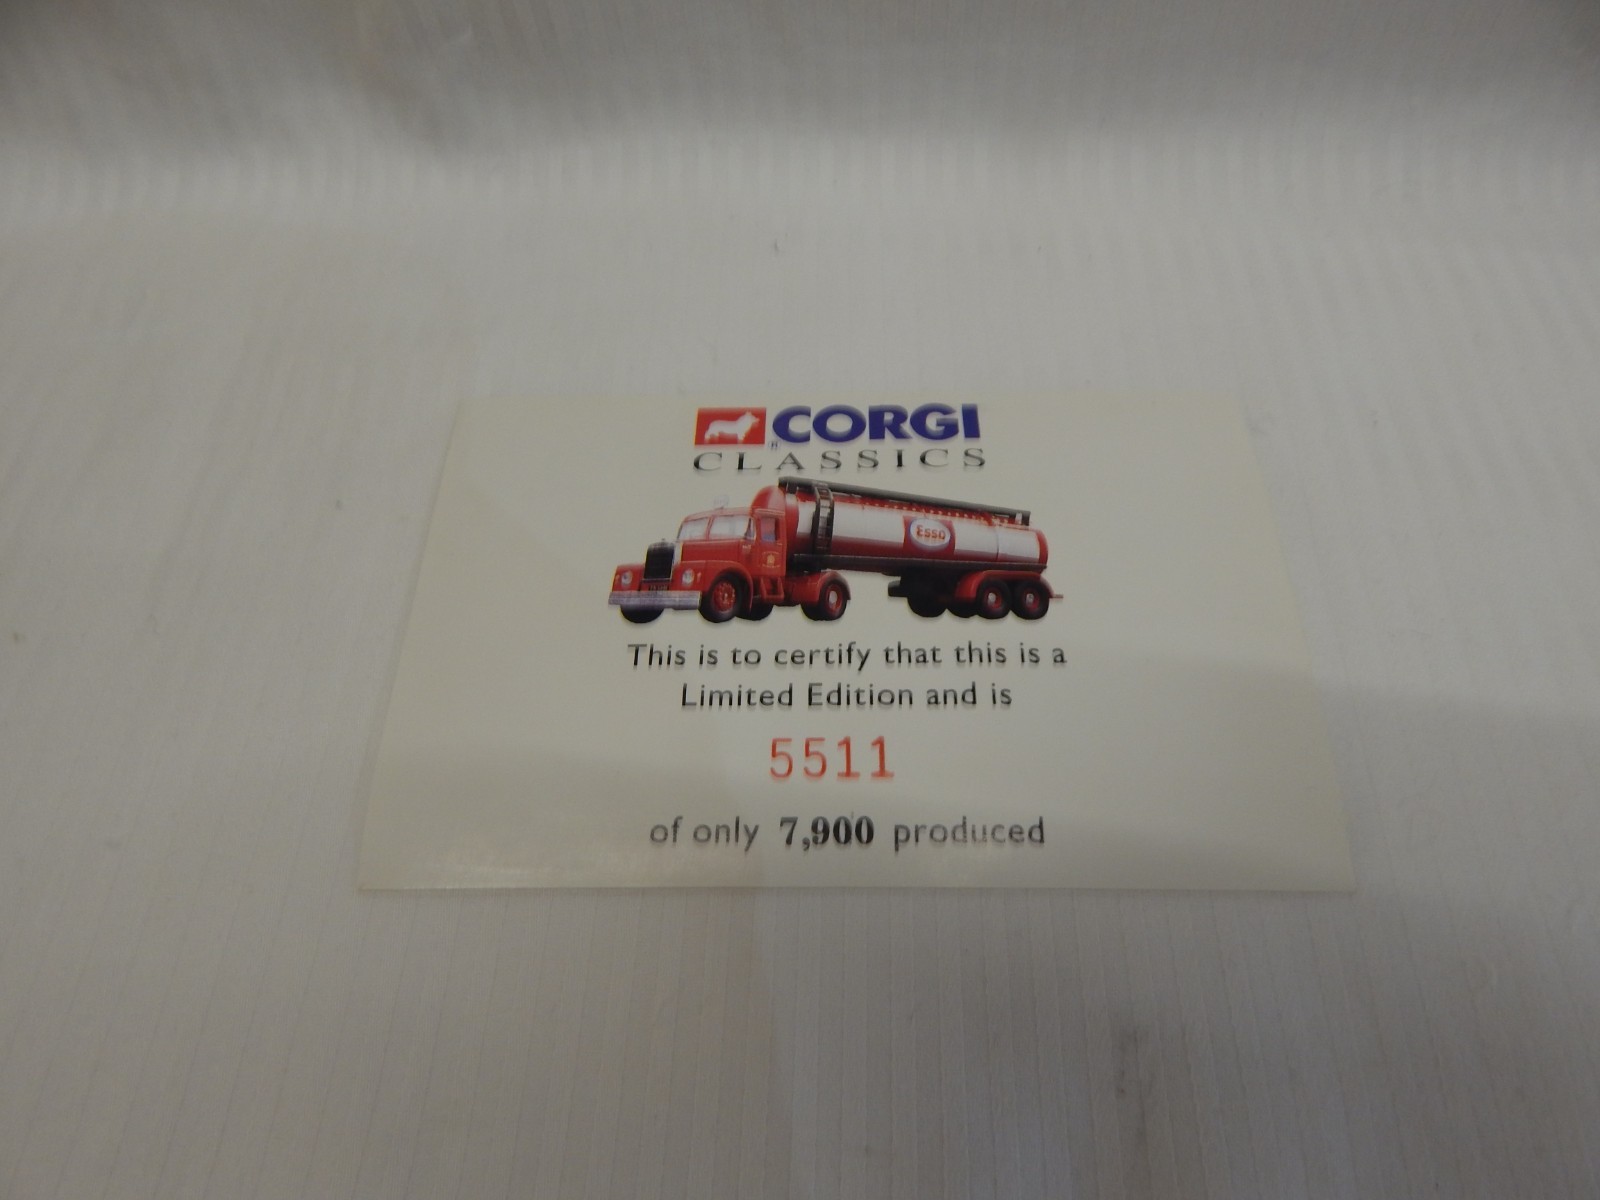 CORGI
®
CLASSICS
Esso
This is to certify that this is a
Limited Edition and is
5511
of only 7,900 produced